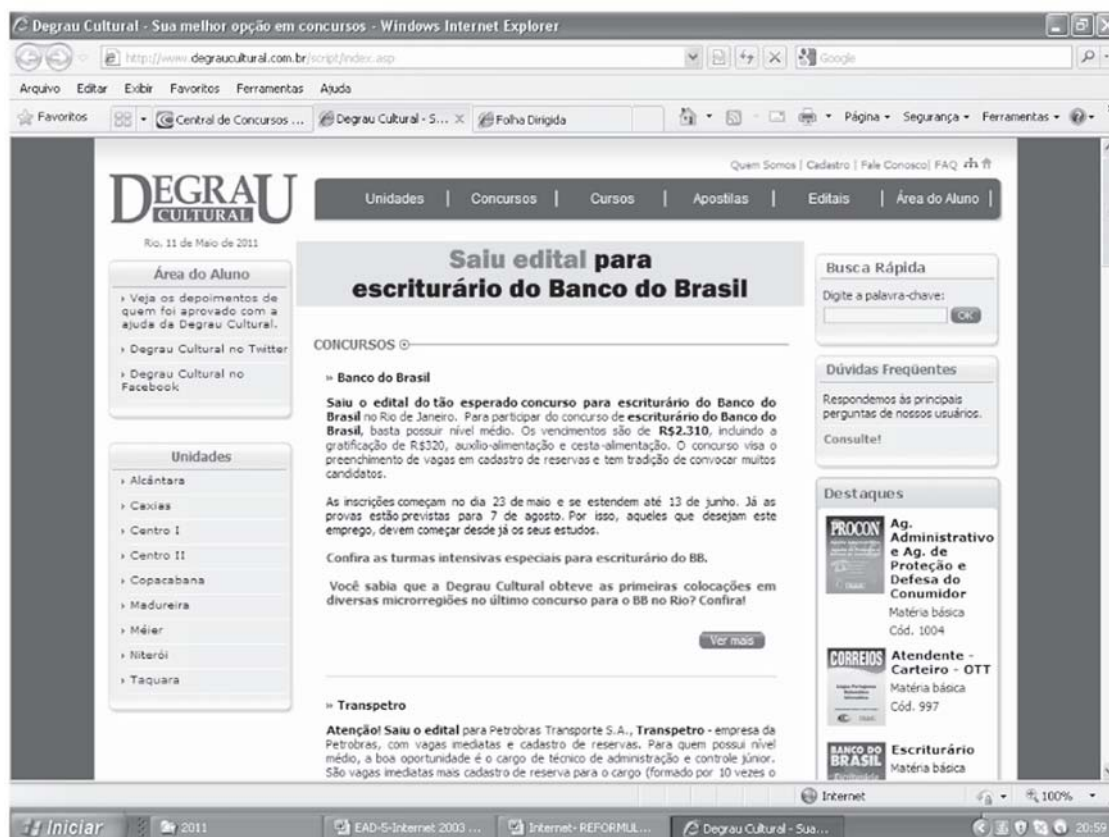 Degrau Cultural - Sua melhor opção em concursos - Windows Internet Explorer
http://www.degraucultural.com.br/script/index.asp
Google
Arquivo Editar Exibir Favoritos Ferramentas Ajuda
Favoritos
Central de Concursos ...
Degrau Cultural - S...
Folha Dirigida
Página
Segurança
Ferramentas
Quem Somos | Cadastro | Fale Conosco| FAQ
DEGRAU
CULTURAL
Unidades | Concursos | Cursos | Apostilas | Editais | Área do Aluno |
Rio, 11 de Maio de 2011
Área do Aluno
Veja os depoimentos de
quem foi aprovado com a
ajuda da Degrau Cultural.
Degrau Cultural no Twitter
Degrau Cultural no
Facebook
Unidades
Alcântara
Caxias
Centro I
Centro II
Copacabana
Madureira
Méier
Niterói
Taquara
Saiu edital para
escriturário do Banco do Brasil
CONCURSOS
» Banco do Brasil
Saiu o edital do tão esperado concurso para escriturário do Banco do
Brasil no Rio de Janeiro. Para participar do concurso de escriturário do Banco do
Brasil, basta possuir nível médio. Os vencimentos são de R$2.310, incluindo a
gratificação de R$320, auxílio-alimentação e cesta-alimentação. O concurso visa o
preenchimento de vagas em cadastro de reservas e tem tradição de convocar muitos
candidatos.
As inscrições começam no dia 23 de maio e se estendem até 13 de junho. Já as
provas estão previstas para 7 de agosto. Por isso, aqueles que desejam este
emprego, devem começar desde já os seus estudos.
Confira as turmas intensivas especiais para escriturário do BB.
Você sabia que a Degrau Cultural obteve as primeiras colocações em
diversas microrregiões no último concurso para o BB no Rio? Confira!
Ver mais
» Transpetro
Atenção! Saiu o edital para Petrobras Transporte S.A., Transpetro - empresa da
Petrobras, com vagas imediatas e cadastro de reservas. Para quem possui nível
médio, a boa oportunidade é o cargo de técnico de administração e controle júnior.
São vagas imediatas mais cadastro de reserva para o cargo (formado por 10 vezes o
Busca Rápida
Digite a palavra-chave:
OK
Dúvidas Freqüentes
Respondemos às principais
perguntas de nossos usuários.
Consulte!
Destaques
PROCON
Ag.
Administrativo
e Ag. de
Proteção e
Defesa do
Conumidor
Matéria básica
Cód. 1004
CORREIOS
Atendente -
Carteiro - OTT
Matéria básica
Cód. 997
BANCO DO
BRASIL
Escriturário
Matéria básica
Internet
100%
Iniciar
2011
EAD-5-Internet 2003 ...
Internet- REFORMUL...
Degrau Cultural - Sua...
20:59